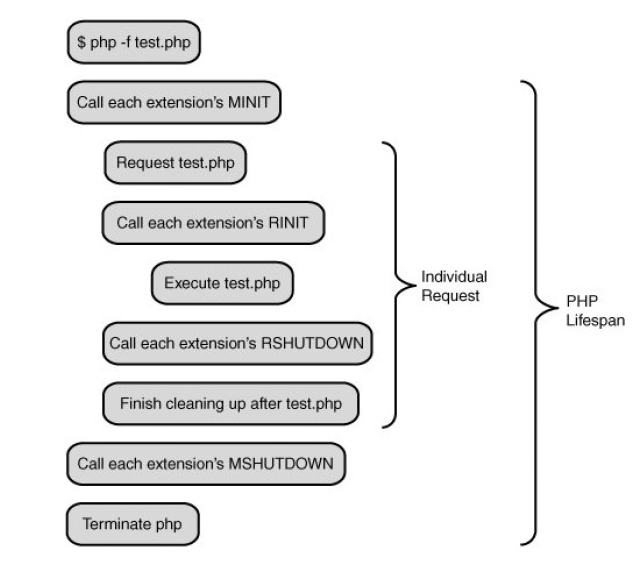 $ php -f test.php
Call each extension's MINIT
Request test.php
Call each extension's RINIT
Execute test.php
Individual
Request
PHP
Lifespan
Call each extension's RSHUTDOWN
Finish cleaning up after test.php
Call each extension's MSHUTDOWN
Terminate php